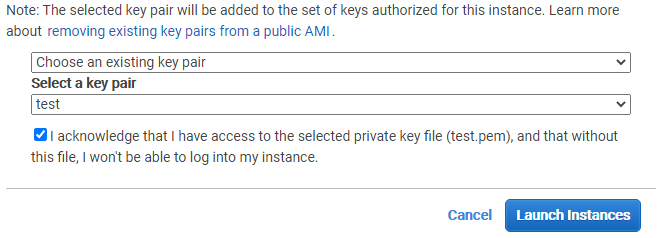 Note: The selected key pair will be added to the set of keys authorized for this instance. Learn more
about removing existing key pairs from a public AMI.
Choose an existing key pair
Select a key pair
test
I acknowledge that I have access to the selected private key file (test.pem), and that without
this file, I won't be able to log into my instance.
Cancel Launch Instances